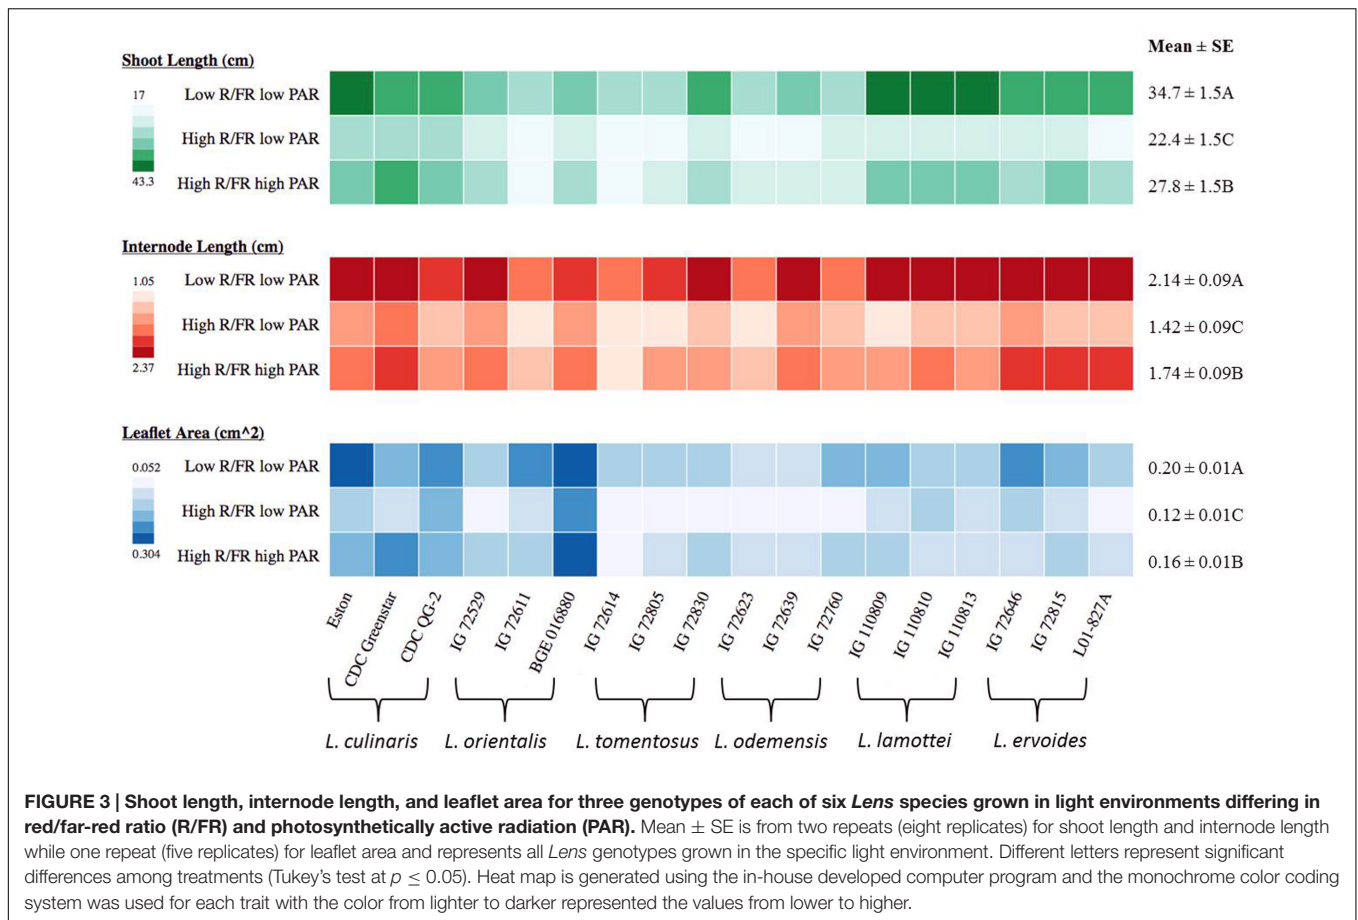 Mean ± SE
Shoot Length (cm)
17
43.3
Low R/FR low PAR
34.7 ± 1.5A
High R/FR low PAR
22.4 ± 1.5C
High R/FR high PAR
27.8 ± 1.5B
Internode Length (cm)
1.05
2.37
Low R/FR low PAR
2.14 ± 0.09A
High R/FR low PAR
1.42 ± 0.09C
High R/FR high PAR
1.74 ± 0.09B
Leaflet Area (cm^2)
0.052
0.304
Low R/FR low PAR
0.20 ± 0.01A
High R/FR low PAR
0.12 ± 0.01C
High R/FR high PAR
0.16 ± 0.01B
Eston
CDC Greenstar
CDC QG-2
IG 72529
IG 72611
BGE 016880
IG 72614
IG 72805
IG 72830
IG 72623
IG 72639
IG 72760
IG 110809
IG 110810
IG 110813
IG 72646
IG 72815
L01-827A
L. culinaris
L. orientalis
L. tomentosus
L. odemensis
L. lamottei
L. ervoides
FIGURE 3 | Shoot length, internode length, and leaflet area for three genotypes of each of six Lens species grown in light environments differing in
red/far-red ratio (R/FR) and photosynthetically active radiation (PAR). Mean ± SE is from two repeats (eight replicates) for shoot length and internode length
while one repeat (five replicates) for leaflet area and represents all Lens genotypes grown in the specific light environment. Different letters represent significant
differences among treatments (Tukey's test at p ≤ 0.05). Heat map is generated using the in-house developed computer program and the monochrome color coding
system was used for each trait with the color from lighter to darker represented the values from lower to higher.